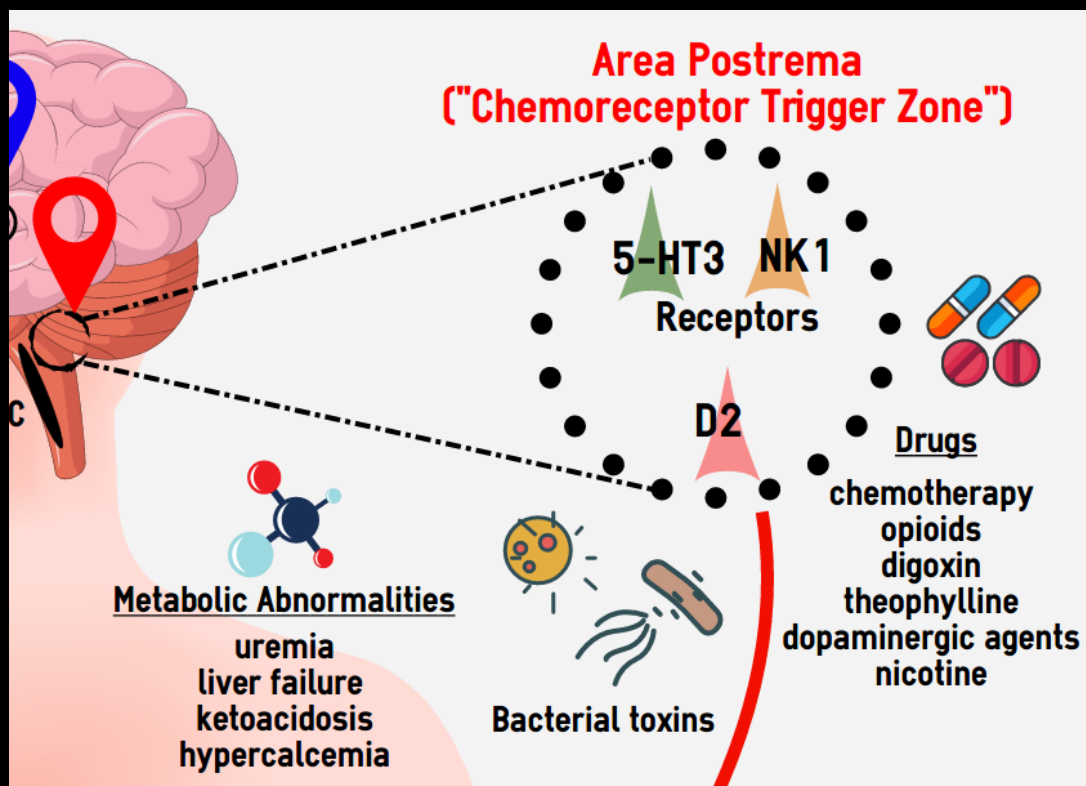 Area Postrema
("Chemoreceptor Trigger Zone")
5-HT3
NK1
Receptors
D2
c
Drugs
chemotherapy
opioids
digoxin
theophylline
dopaminergic agents
nicotine
Metabolic Abnormalities
uremia
liver failure
ketoacidosis
hypercalcemia
Bacterial toxins